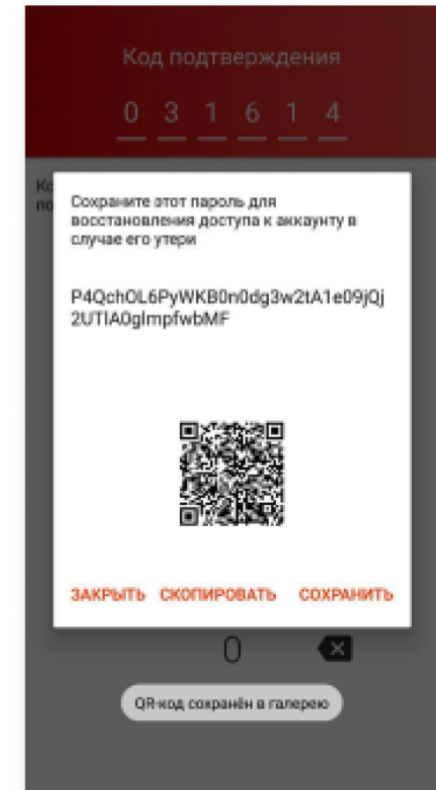 Код подтверждения
0 3 1 6 1 4
Сохраните этот пароль для
восстановления доступа к аккаунту в
случае его утери
P4QchOL6PyWKB0n0dg3w2tA1e09jQj
2UTlA0glmpfwbMF
ЗАКРЫТЬ СКОПИРОВАТЬ СОХРАНИТЬ
0
QR-код сохранён в галерею